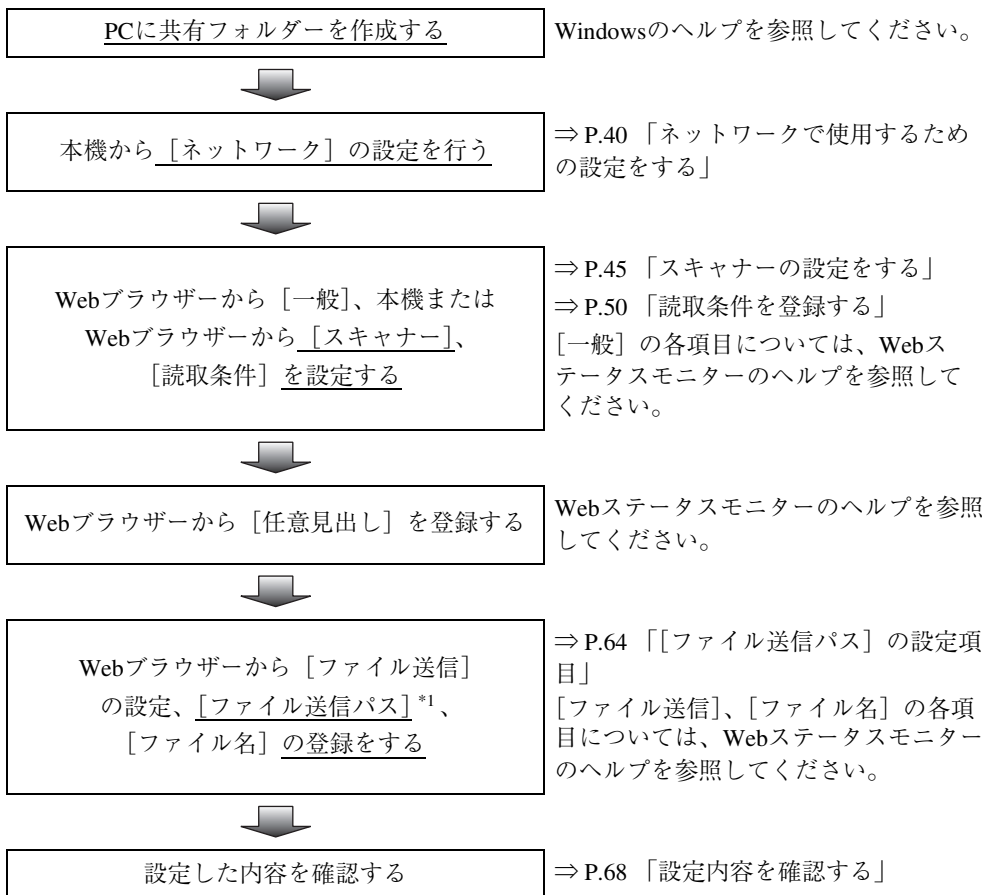 PCに共有フォルダーを作成する
Windowsのヘルプを参照してください。
本機から［ネットワーク］の設定を行う
⇒ P.40 「ネットワークで使用するため
の設定をする」
Webブラウザーから［一般］、本機または
Webブラウザーから［スキャナー］、
［読取条件］を設定する
⇒ P.45 「スキャナーの設定をする」
⇒ P.50 「読取条件を登録する」
［一般］の各項目については、Webス
テータスモニターのヘルプを参照して
ください。
Webブラウザーから［任意見出し］を登録する
Webステータスモニターのヘルプを参照
してください。
Webブラウザーから［ファイル送信］
の設定、［ファイル送信パス］*1、
［ファイル名］の登録をする
⇒ P.64 「［ファイル送信パス］の設定項
目」
［ファイル送信］、［ファイル名］の各項
目については、Webステータスモニター
のヘルプを参照してください。
設定した内容を確認する
⇒ P.68 「設定内容を確認する」